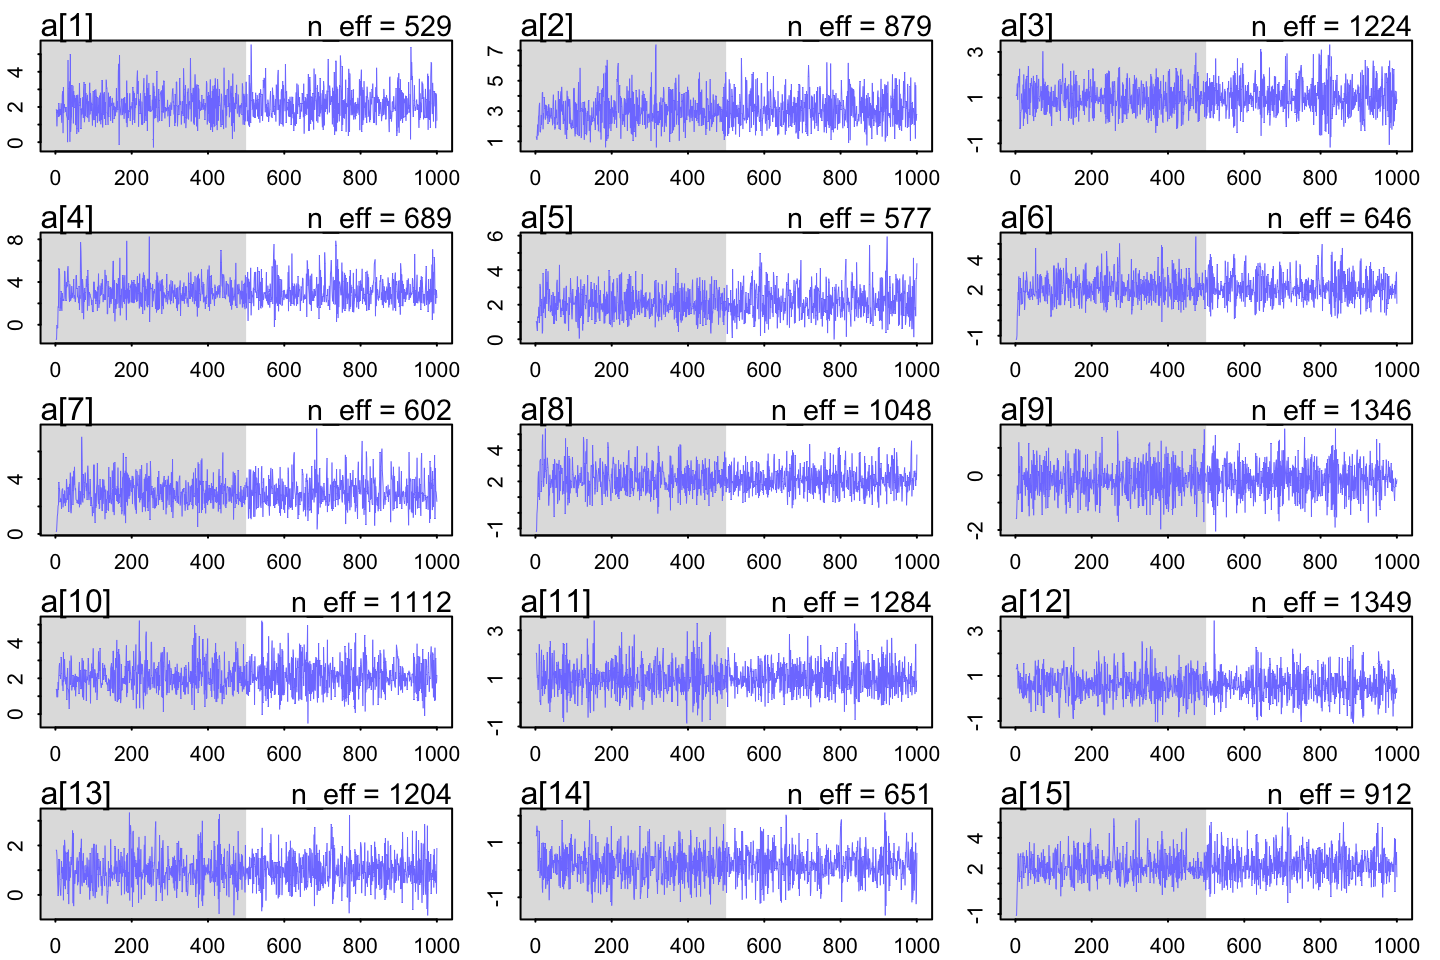 a[1] n_eff = 529 a[2] n_eff = 879 a[3] n_eff = 1224
4 2 0 7 5 3 1 3 1 -1
0 200 400 600 800 1000 0 200 400 600 800 1000 0 200 400 600 800 1000
a[4] n_eff = 689 a[5] n_eff = 577 a[6] n_eff = 646
8 4 0 6 4 2 0 4 2 -1
0 200 400 600 800 1000 0 200 400 600 800 1000 0 200 400 600 800 1000
a[7] n_eff = 602 a[8] n_eff = 1048 a[9] n_eff = 1346
4 0 4 2 -1 0 -2
0 200 400 600 800 1000 0 200 400 600 800 1000 0 200 400 600 800 1000
a[10] n_eff = 1112 a[11] n_eff = 1284 a[12] n_eff = 1349
4 2 0 3 1 -1 3 1 -1
0 200 400 600 800 1000 0 200 400 600 800 1000 0 200 400 600 800 1000
a[13] n_eff = 1204 a[14] n_eff = 651 a[15] n_eff = 912
2 0 1 -1 4 2 -1
0 200 400 600 800 1000 0 200 400 600 800 1000 0 200 400 600 800 1000